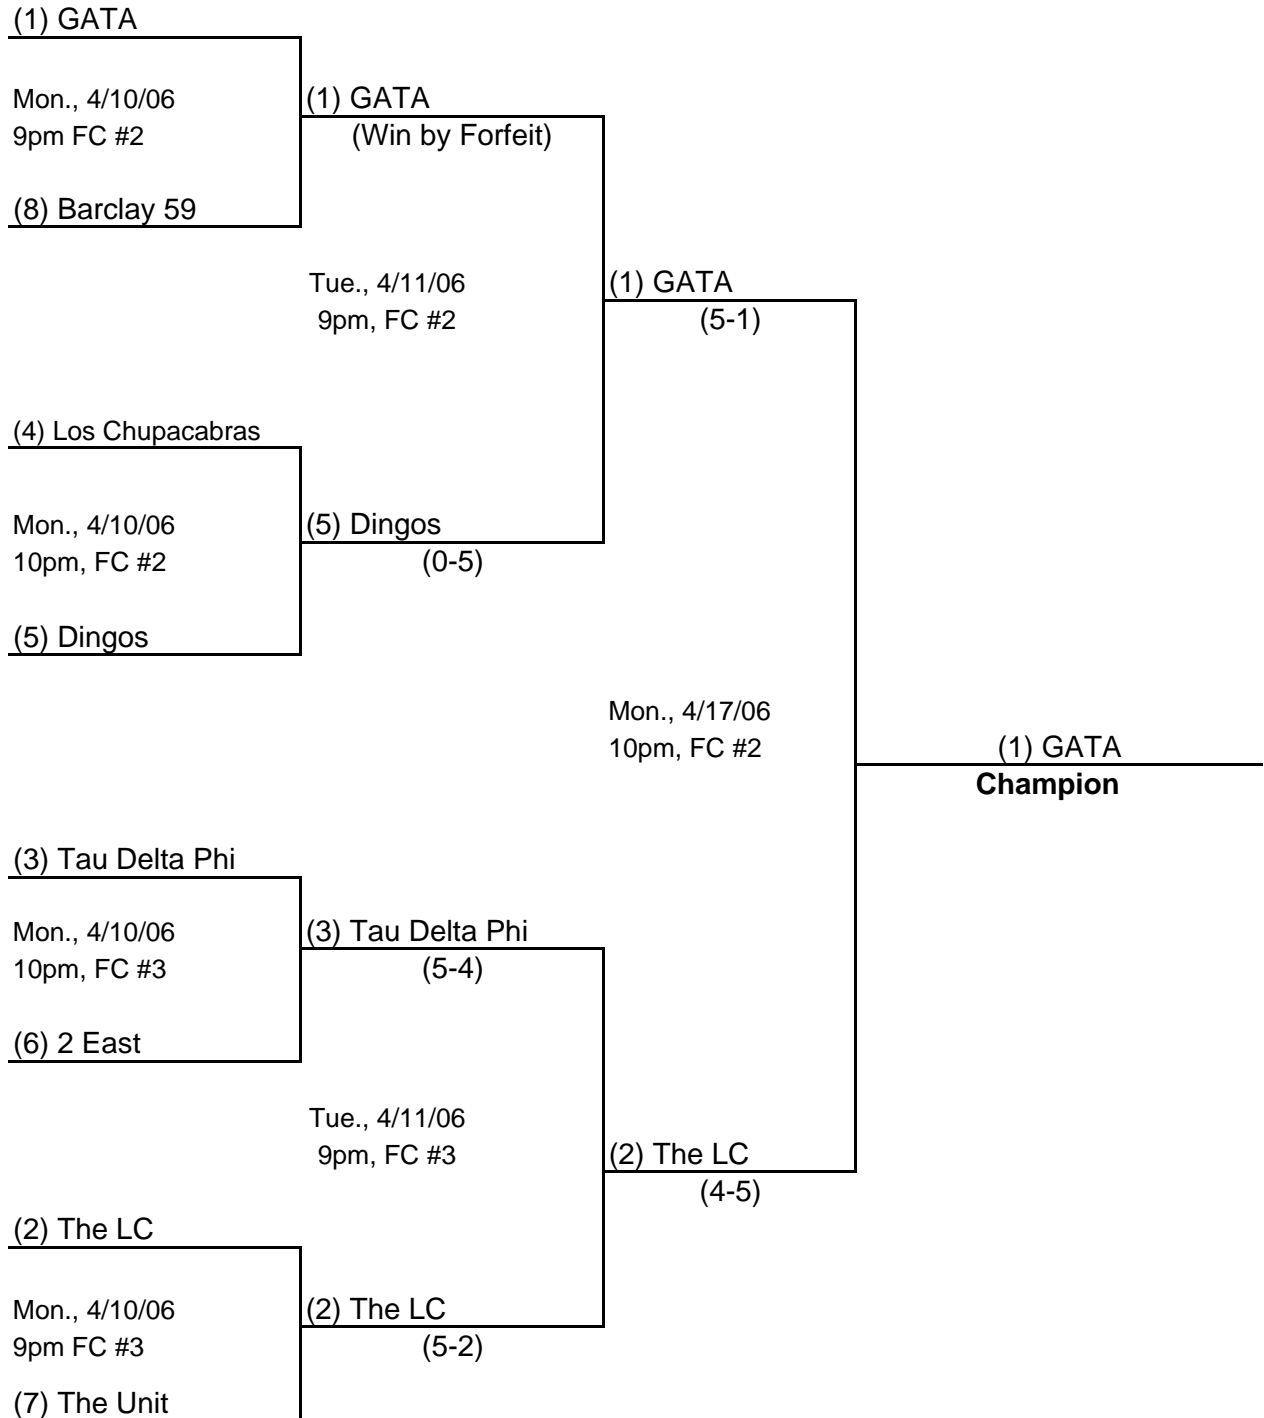 (1) GATA
Mon., 4/10/06
9pm FC #2
(1) GATA
(Win by Forfeit)
(8) Barclay 59
Tue., 4/11/06
9pm, FC #2
(1) GATA
(5-1)
(4) Los Chupacabras
Mon., 4/10/06
10pm, FC #2
(5) Dingos
(0-5)
(5) Dingos
Mon., 4/17/06
10pm, FC #2
(1) GATA
Champion
(3) Tau Delta Phi
Mon., 4/10/06
10pm, FC #3
(3) Tau Delta Phi
(5-4)
(6) 2 East
Tue., 4/11/06
9pm, FC #3
(2) The LC
(4-5)
(2) The LC
Mon., 4/10/06
9pm FC #3
(2) The LC
(5-2)
(7) The Unit